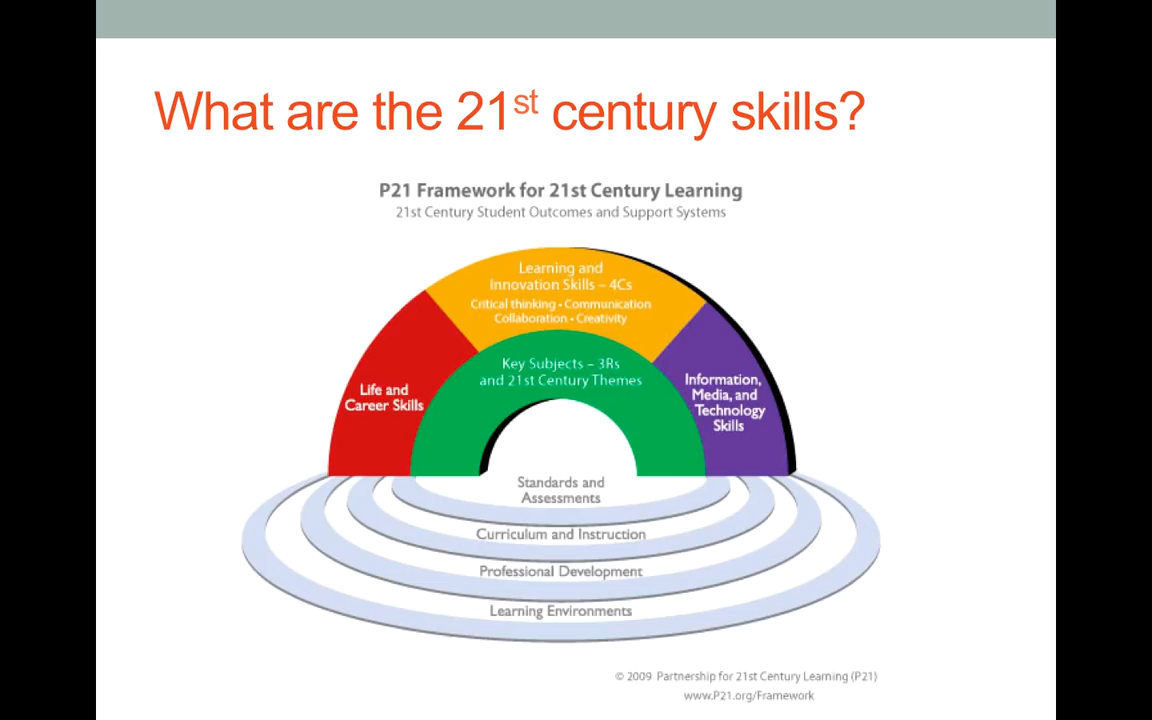 What are the 21st century skills?
P21 Framework for 21st Century Learning
21st Century Student Outcomes and Support Systems
Learning and
Innovation Skills – 4Cs
Critical thinking • Communication
Collaboration • Creativity
Key Subjects – 3Rs
and 21st Century Themes
Life and
Career Skills
Information,
Media, and
Technology
Skills
Standards and
Assessments
Curriculum and Instruction
Professional Development
Learning Environments
© 2009 Partnership for 21st Century Learning (P21)
www.P21.org/Framework